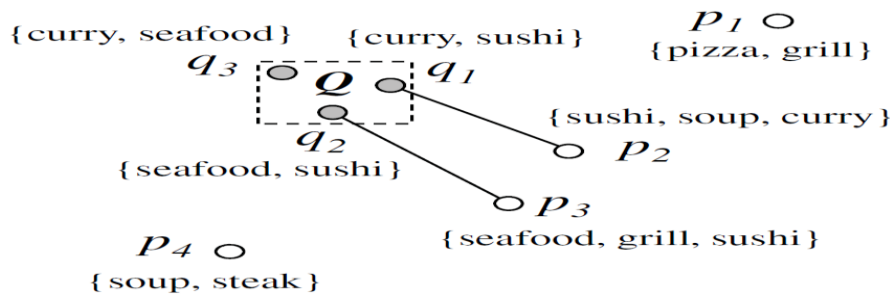 {curry, seafood}
{curry, sushi}
p1
{pizza, grill}
q3
Q
q1
{sushi, soup, curry}
q2
p2
{seafood, sushi}
p3
{seafood, grill, sushi}
p4
{soup, steak}